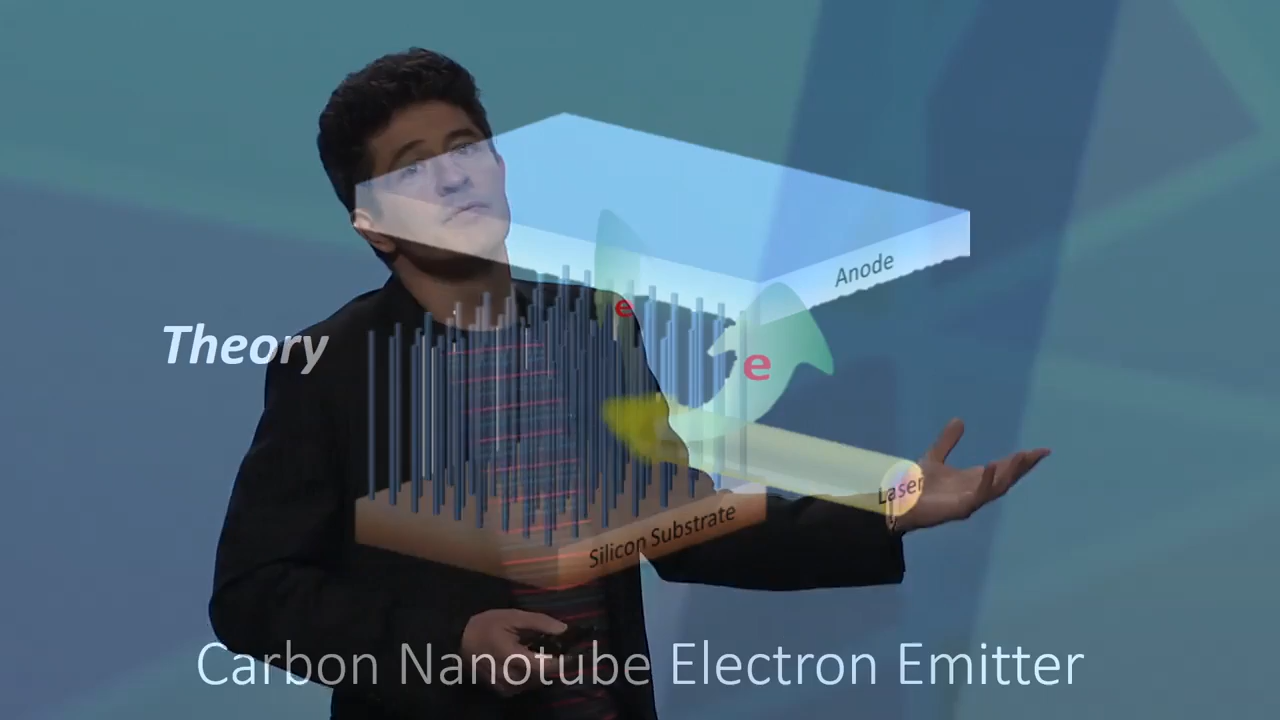 Anode
e
Theory
e
Laser
Silicon Substrate
Carbon Nanotube Electron Emitter